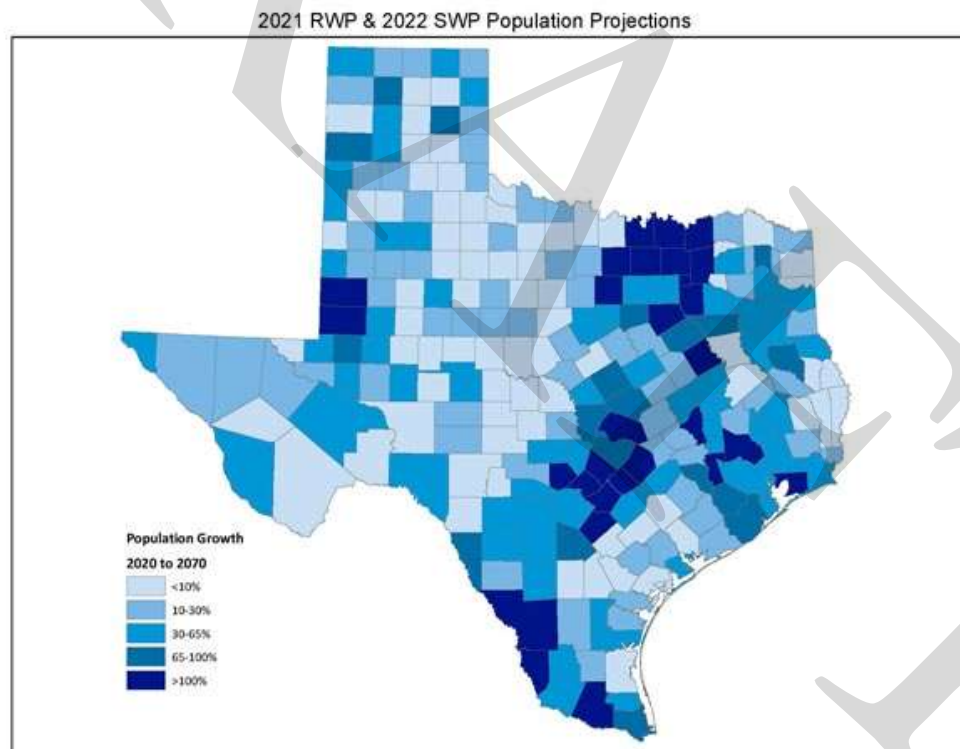 2021 RWP & 2022 SWP Population Projections
Population Growth
2020 to 2070
<10%
10-30%
30-65%
65-100%
>100%